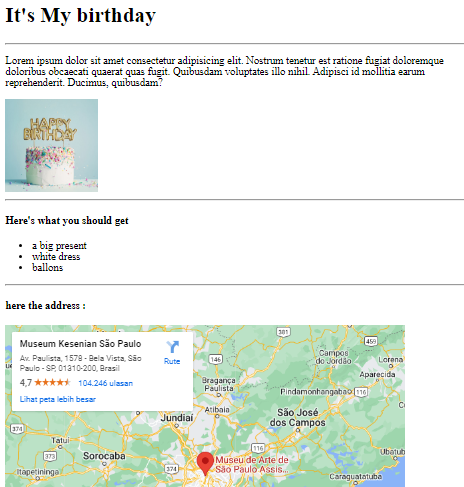 It's My birthday
Lorem ipsum dolor sit amet consectetur adipisicing elit. Nostrum tenetur est ratione fugiat doloremque
doloribus obcaecati quaerat quas fugit. Quibusdam voluptates illo nihil. Adipisci id mollitia earum
reprehenderit. Ducimus, quibusdam?
HAPPY
BIRTHDAY
Here's what you should get
a big present
white dress
ballons
here the address :
Museum Kesenian São Paulo
Av. Paulista, 1578 - Bela Vista, São
Paulo - SP, 01310-200, Brasil
4,7 104.246 ulasan
Lihat peta lebih besar
Rute
381
459
146
Campos
do Jordão
Lorena
Aparecida
Bragança
Paulista
Pindamonhangaba
116
Atibaia
São José
dos Campos
Jundiaí
374
Tatuí
Ubatub
Sorocaba
Itapetininga
374
Museu de Arte de
São Paulo Assis...
Caraguatatuba